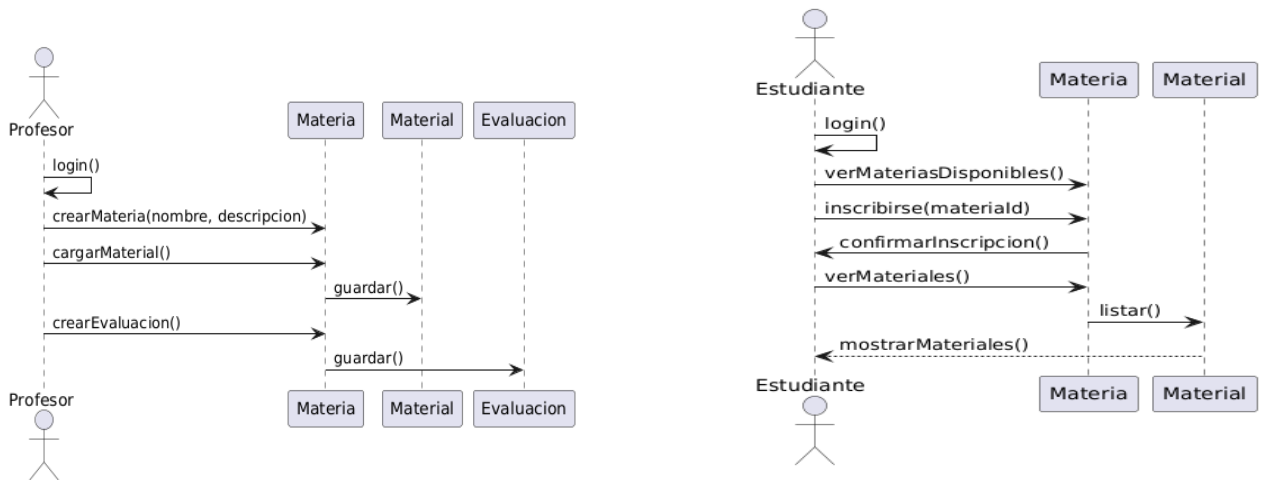 Profesor
Materia
Material
Evaluacion
login()
crearMateria(nombre, descripcion)
cargarMaterial()
guardar()
crearEvaluacion()
guardar()
Profesor
Materia
Material
Evaluacion
Estudiante
Materia
Material
login()
verMateriasDisponibles()
inscribirse(materiaId)
confirmarInscripcion()
verMateriales()
listar()
mostrarMateriales()
Estudiante
Materia
Material